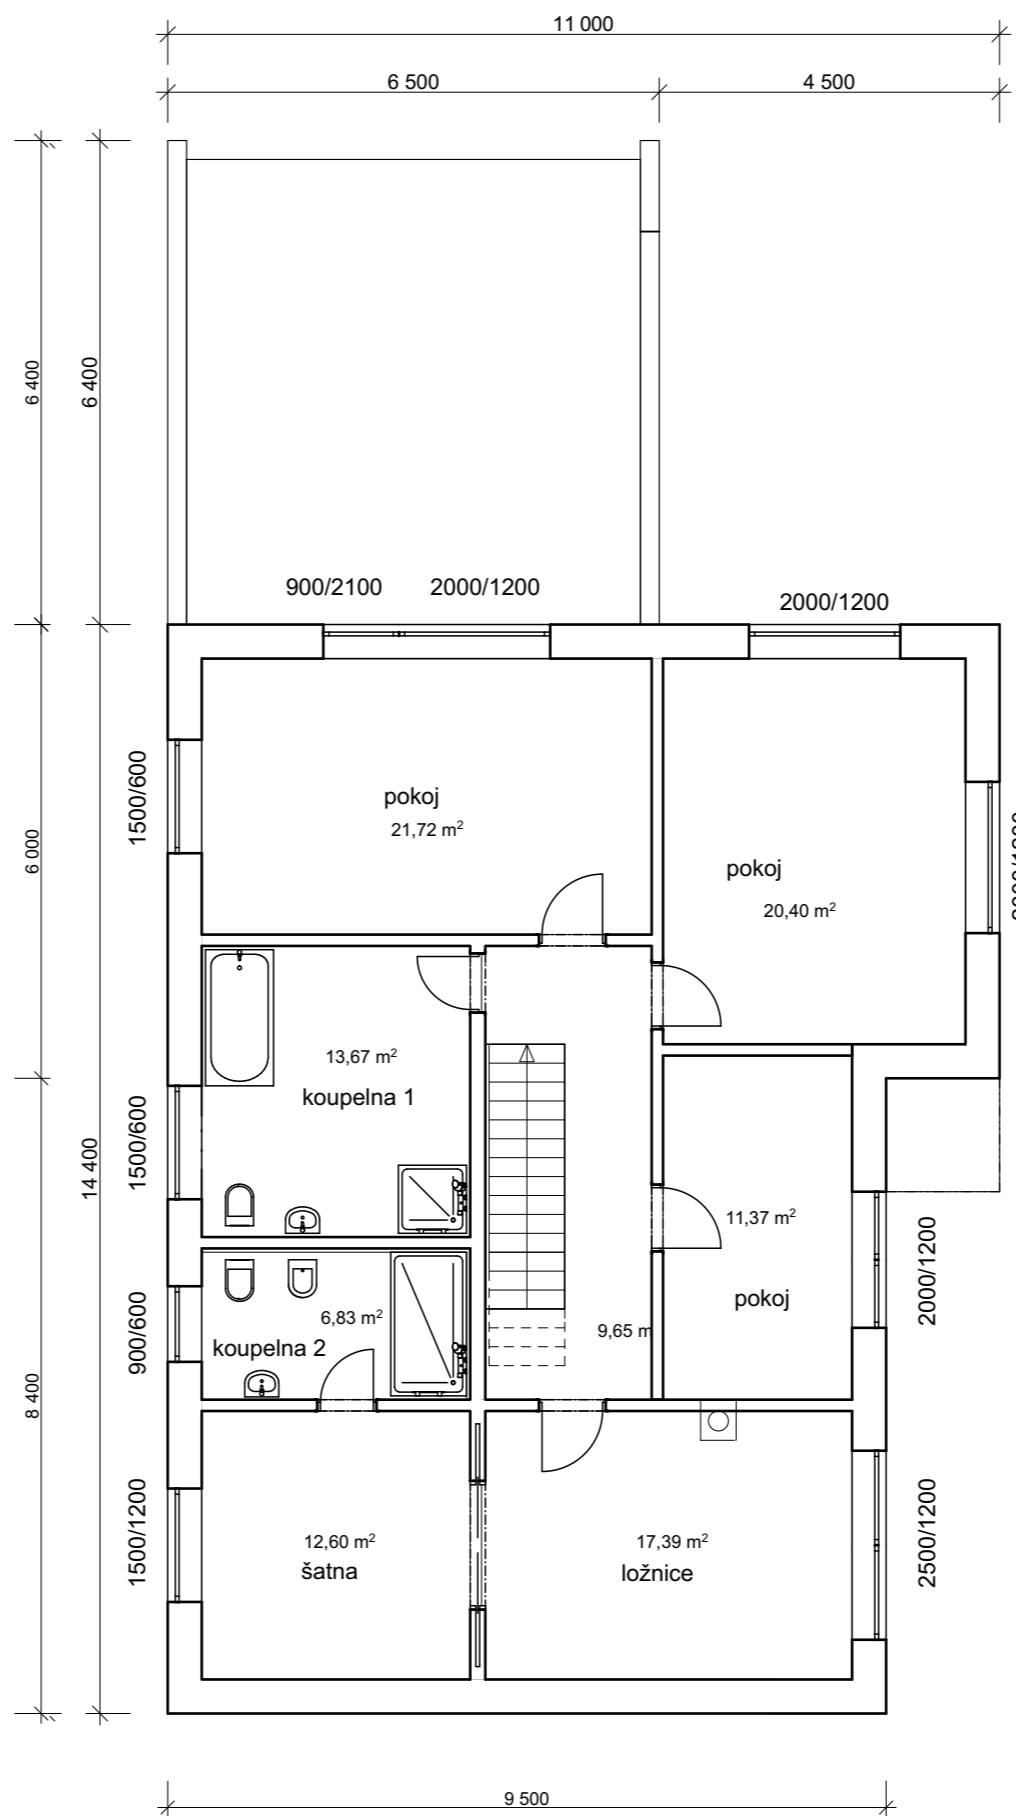 11 000
6 500
4 500
6 400
6 400
900/2100
2000/1200
2000/1200
1500/600
pokoj
21,72 m²
6 000
pokoj
20,40 m²
13,67 m²
koupelna 1
1500/600
14 400
11,37 m²
pokoj
2000/1200
6,83 m²
koupelna 2
9,65 m
900/600
8 400
12,60 m²
šatna
17,39 m²
ložnice
1500/1200
2500/1200
9 500